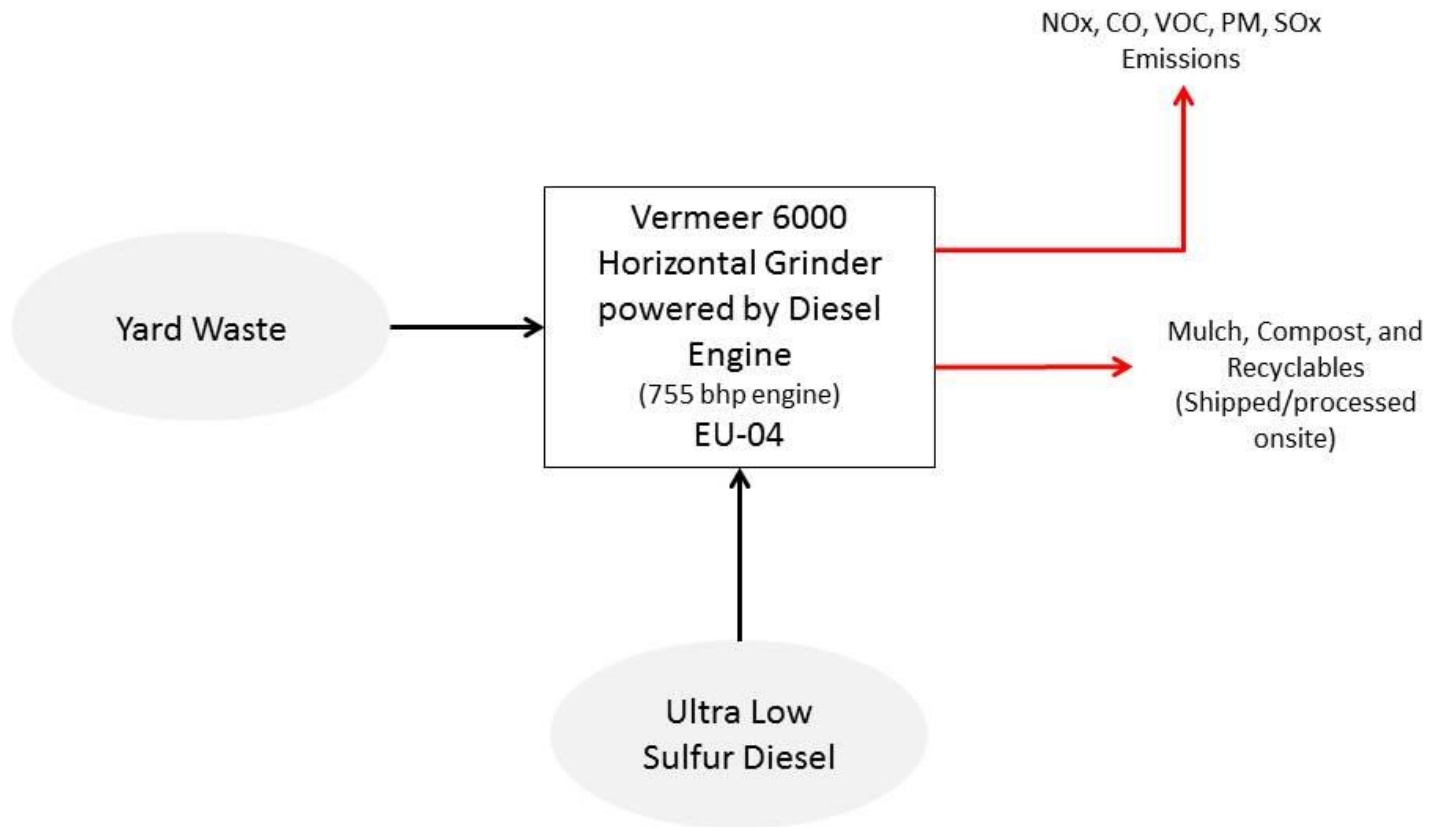 NOx, CO, VOC, PM, SOx
Emissions
Vermeer 6000
Horizontal Grinder
powered by Diesel
Engine
(755 bhp engine)
EU-04
Yard Waste
Mulch, Compost, and
Recyclables
(Shipped/processed
onsite)
Ultra Low
Sulfur Diesel